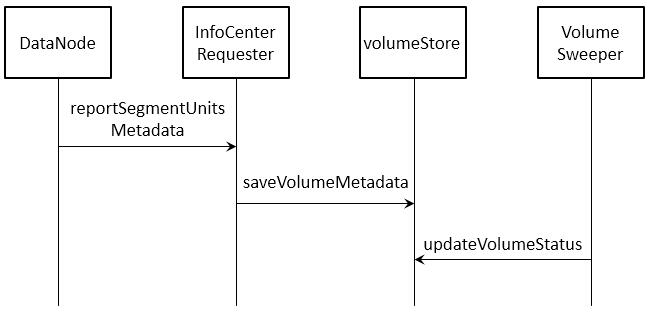 DataNode
InfoCenter
Requester
volumeStore
Volume
Sweeper
reportSegmentUnits
Metadata
saveVolumeMetadata
updateVolumeStatus